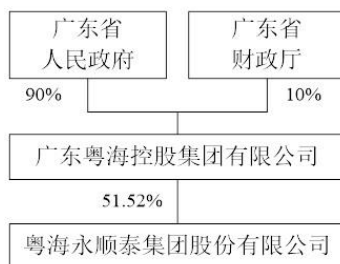 广东省
人民政府
广东省
财政厅
90%
10%
广东粤海控股集团有限公司
51.52%
粤海永顺泰集团股份有限公司